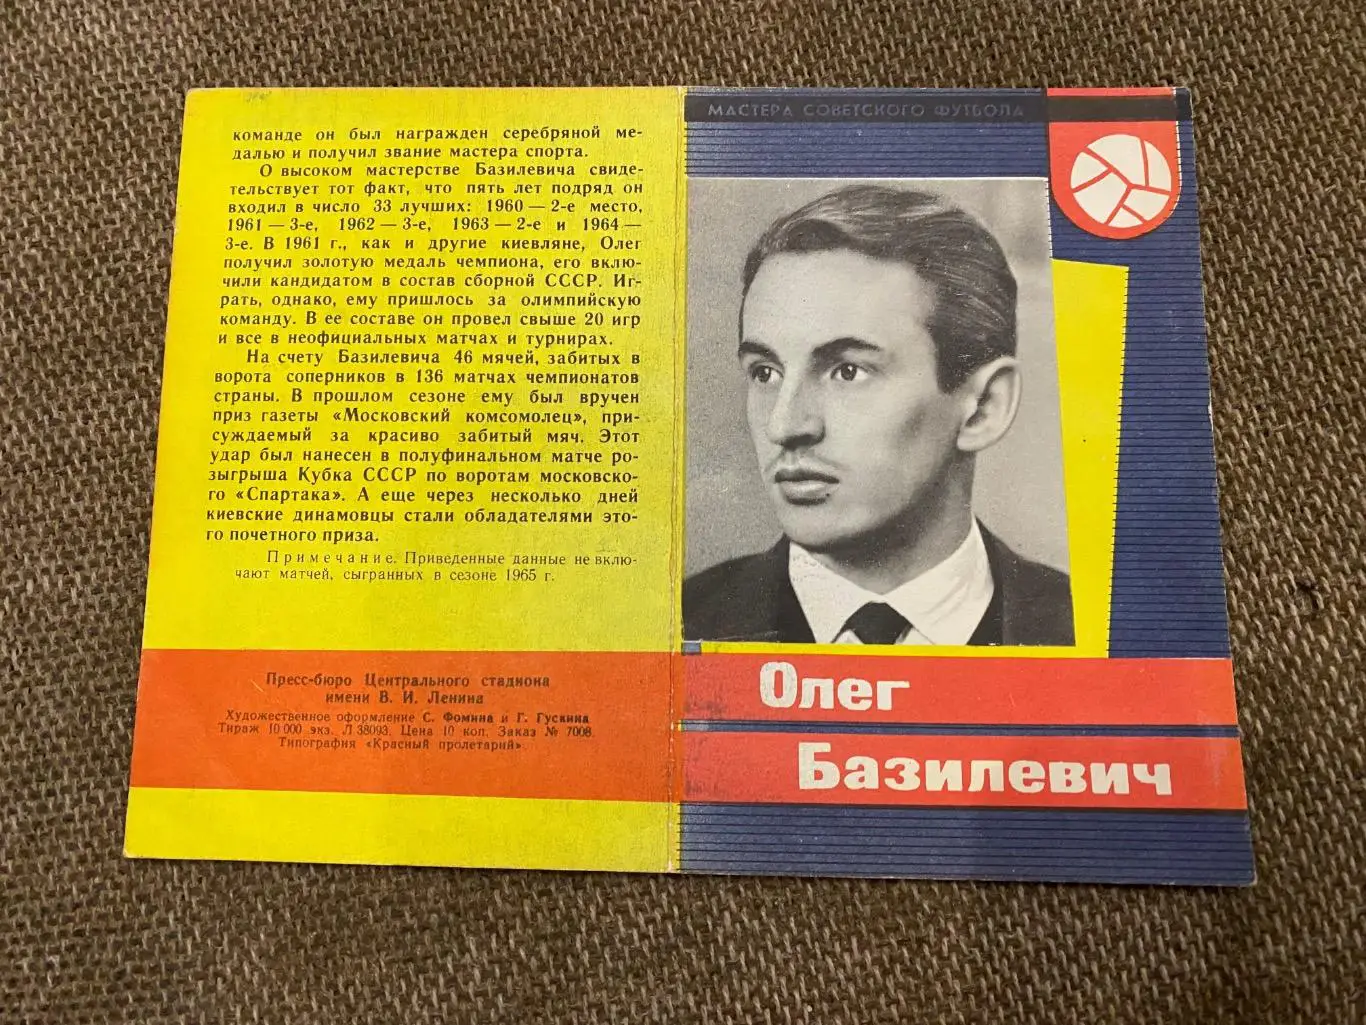 команде он был награжден серебряной ме-
далью и получил звание мастера спорта.
О высоком мастерстве Базилевича свиде-
тельствует тот факт, что пять лет подряд он
входил в число 33 лучших: 1960 — 2-е место,
1961 — 3-е, 1962 — 3-е, 1963 — 2-е и 1964 —
3-е. В 1961 г., как и другие киевляне, Олег
получил золотую медаль чемпиона, его вклю-
чили кандидатом в состав сборной СССР. Иг-
рать, однако, ему пришлось за олимпийскую
команду. В ее составе он провел свыше 20 игр
и все в неофициальных матчах и турнирах.
На счету Базилевича 46 мячей, забитых в
ворота соперников в 136 матчах чемпионатов
страны. В прошлом сезоне ему был вручен
приз газеты «Московский комсомолец», при-
суждаемый за красиво забитый мяч. Этот
удар был нанесен в полуфинальном матче ро-
зыгрыша Кубка СССР по воротам московско-
го «Спартака». А еще через несколько дней
киевские динамовцы стали обладателями это-
го почетного приза.
Примечание. Приведенные данные не вклю-
чают матчей, сыгранных в сезоне 1965 г.
Пресс-бюро Центрального стадиона
имени В. И. Ленина
Художественное оформление С. Фомина и Г. Гускина
Тираж 10 000 экз. Л 38093. Цена 10 коп. Заказ № 7008.
Типография «Красный пролетарий».
МАСТЕРА СОВЕТСКОГО ФУТБОЛА
Олег
Базилевич